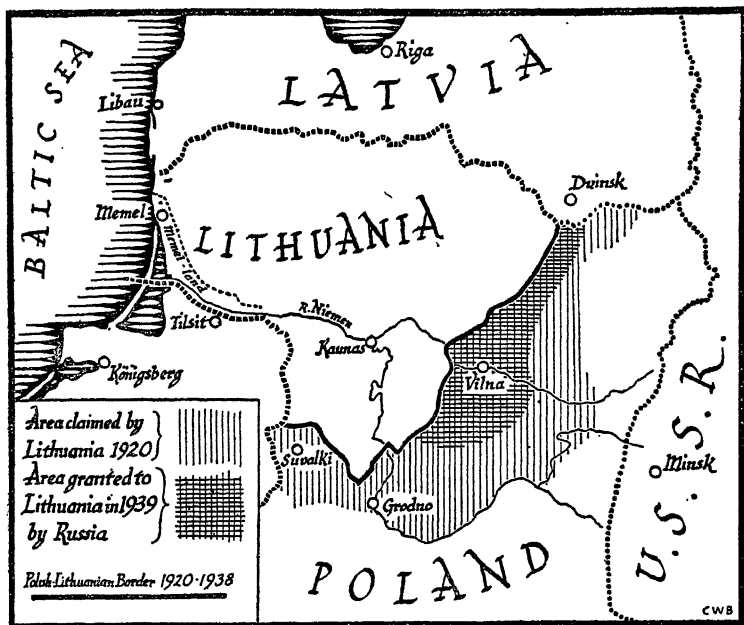 Riga
LATVIA
BALTIC SEA
Libau
Dvinsk
Memel
Memel-land
LITHUANIA
R. Niemen
Tilsit
Kaunas
Königsberg
Vilna
U.S.S.R.
Minsk
Suvalki
Grodno
POLAND
Area claimed by
Lithuania 1920
Area granted to
Lithuania in 1939
by Russia
Polish-Lithuanian Border 1920-1938
CWB